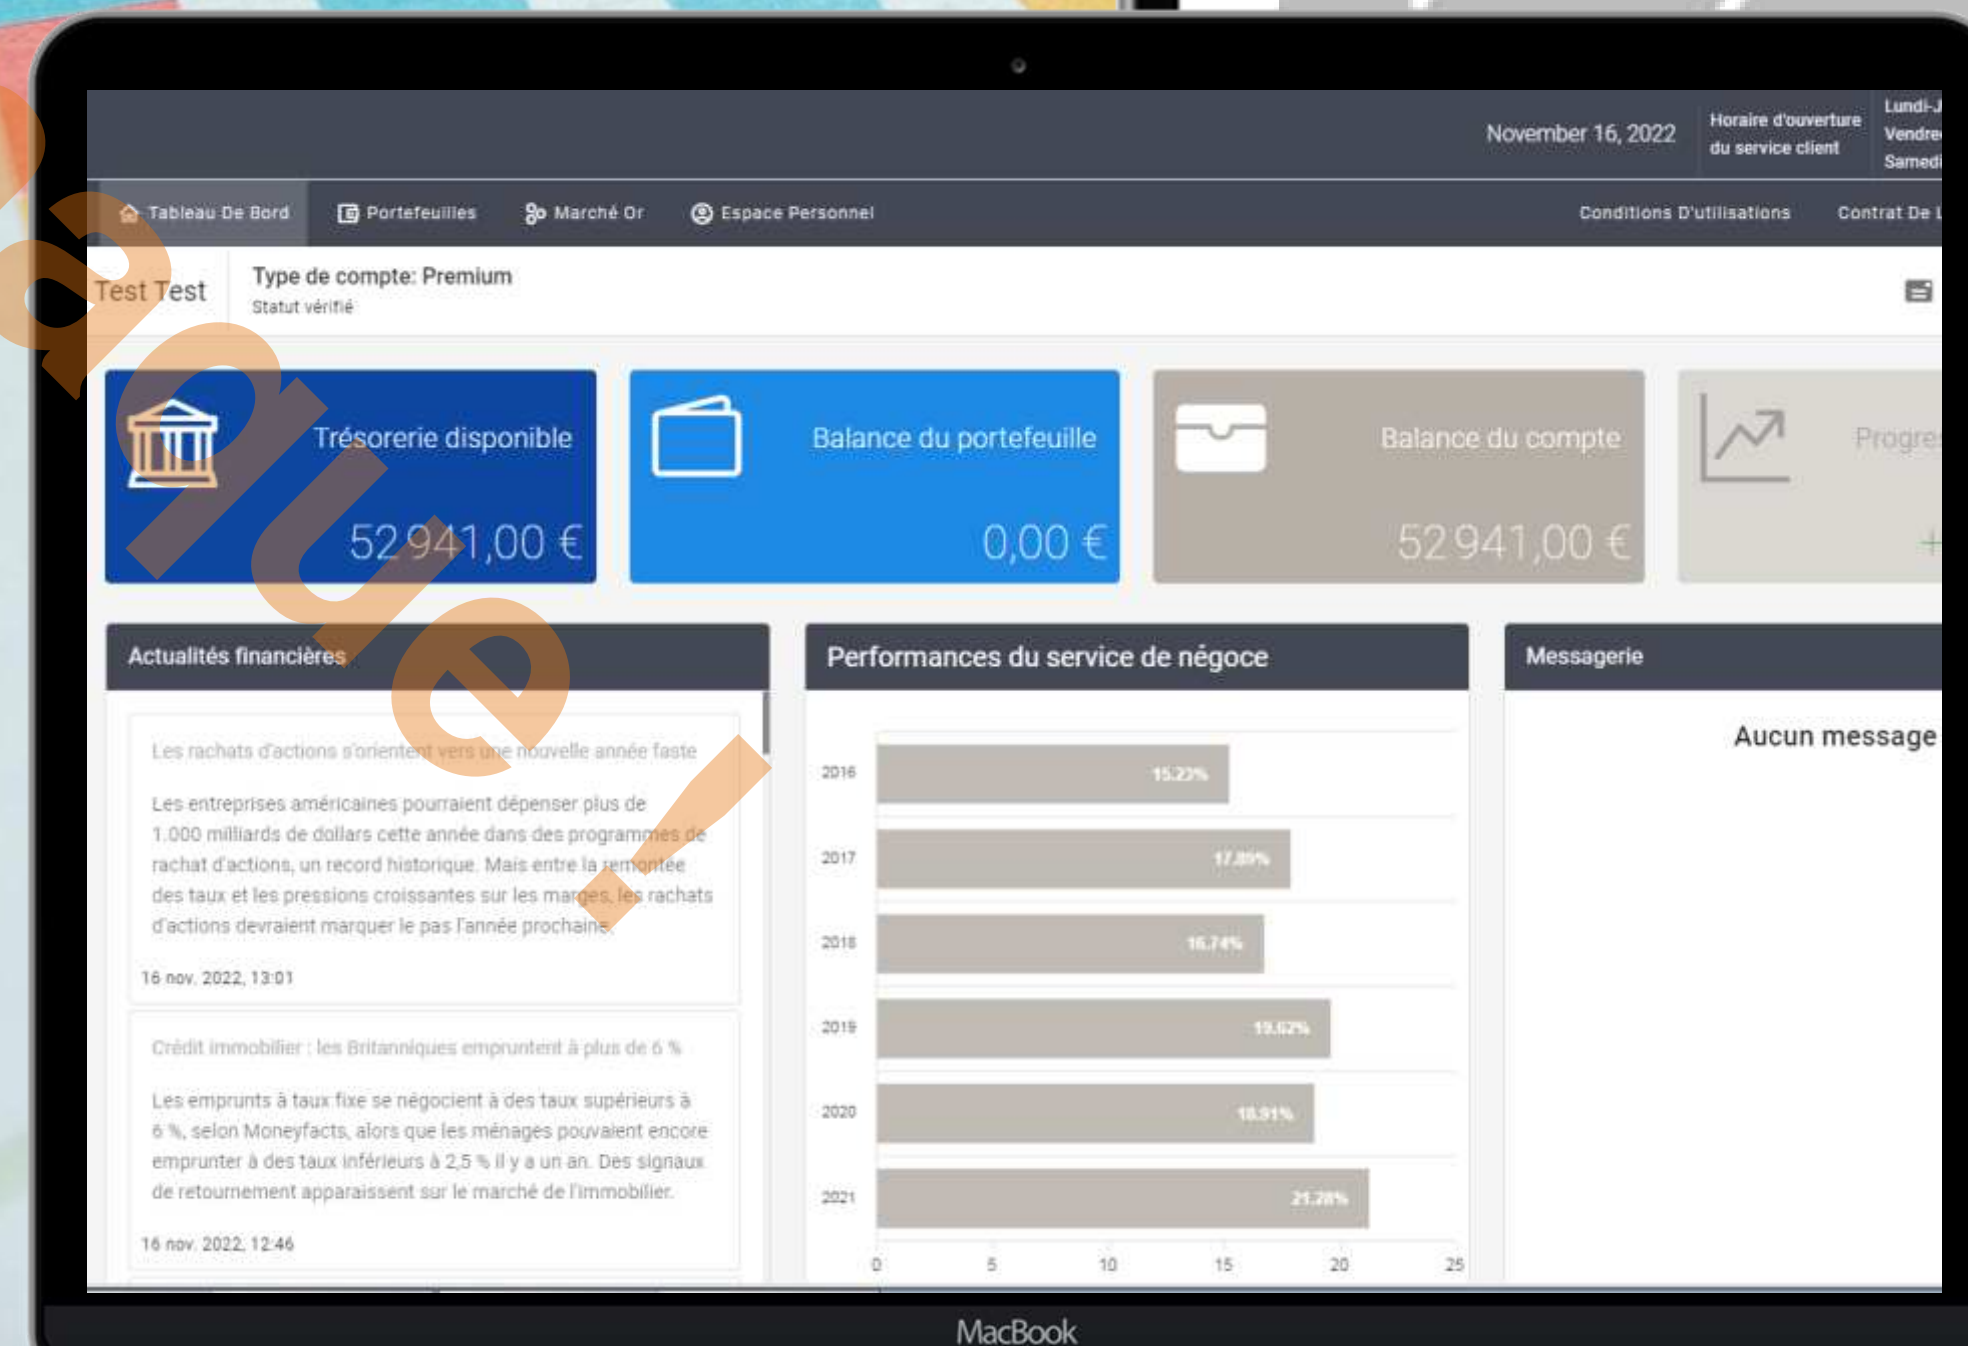 November 16, 2022
Horaire d'ouverture
du service client
Tableau De Bord
Portefeuilles
Marché Or
Espace Personnel
Conditions D'utilisations
Contrat De
Test Test
Type de compte: Premium
Statut vérifié
Trésorerie disponible
52 941,00 €
Balance du portefeuille
0,00 €
Balance du compte
52 941,00 €
+
Actualités financières
Les rachats d'actions s'orientent vers une nouvelle année faste
Les entreprises américaines pourraient dépenser plus de
1.000 milliards de dollars cette année dans des programmes de
rachat d'actions, un record historique. Mais entre la remontée
des taux et les pressions croissantes sur les marges, les rachats
d'actions devraient marquer le pas l'année prochaine.
16 nov. 2022, 13:01
Crédit immobilier : les Britanniques empruntent à plus de 6 %
Les emprunts à taux fixe se négocient à des taux supérieurs à
6 %, selon Moneyfacts, alors que les ménages pouvaient encore
emprunter à des taux inférieurs à 2,5 % il y a un an. Des signaux
de retournement apparaissent sur le marché de l'immobilier.
16 nov. 2022, 12:46
Performances du service de négoce
2016
15.23%
2017
17.89%
2018
16.74%
2019
19.62%
2020
18.91%
2021
21.28%
0
5
10
15
20
25
Messagerie
Aucun message
MacBook